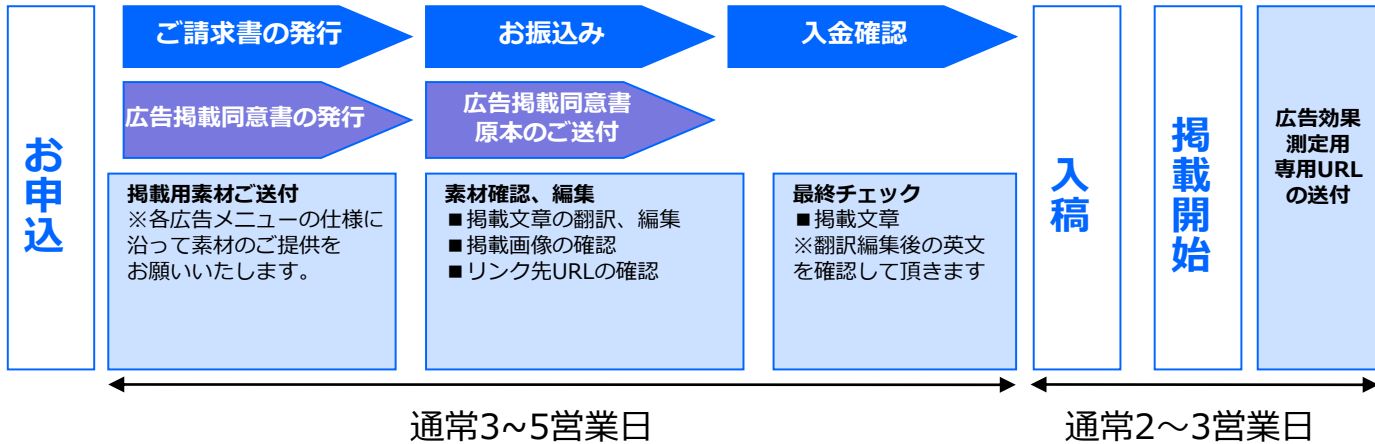 お申込
ご請求書の発行
お振込み
入金確認
広告掲載同意書の発行
広告掲載同意書
原本のご送付
掲載用素材ご送付
※各広告メニューの仕様に
沿って素材のご提供を
お願いいたします。
素材確認、編集
■掲載文章の翻訳、編集
■掲載画像の確認
■リンク先URLの確認
最終チェック
■掲載文章
※翻訳編集後の英文
を確認して頂きます
入稿
掲載開始
広告効果
測定用
専用URL
の送付
通常3~5営業日
通常2～3営業日